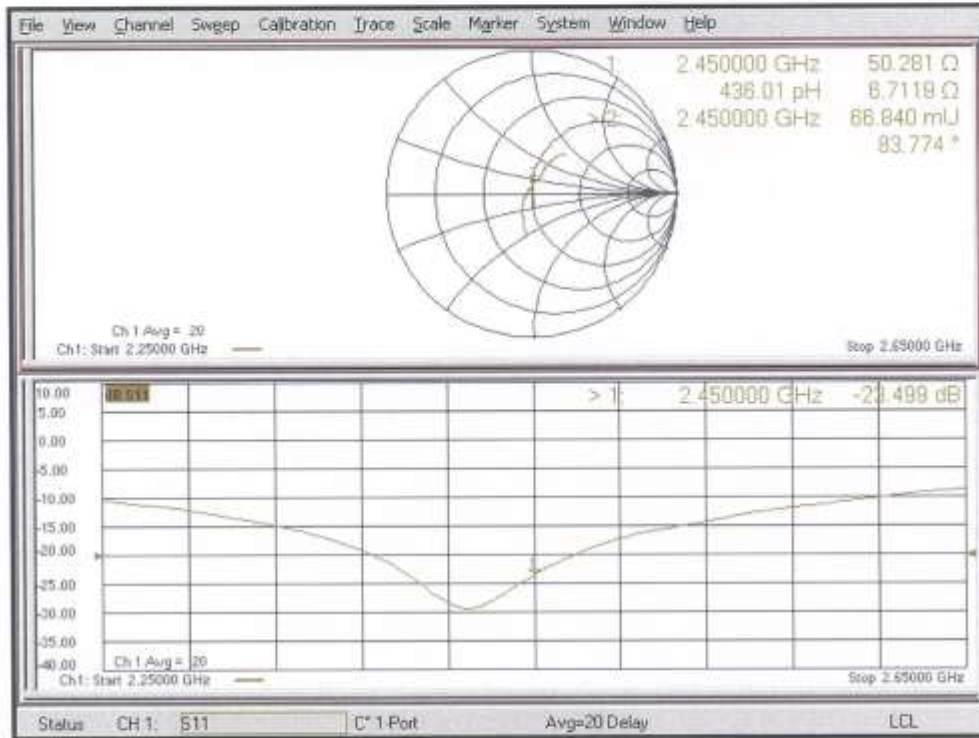 File View Channel Sweep Calibration Trace Scale Marker System Window Help
1: 2.450000 GHz 50.281 Ω
436.01 pH 6.7119 Ω
> 2: 2.450000 GHz 66.840 mU
83.774 °
Ch 1 Avg = 20
Ch1: Start 2.25000 GHz Stop 2.65000 GHz
10.00
> 1: 2.450000 GHz -23.499 dB
5.00
0.00
-5.00
-10.00
-15.00
-20.00
-25.00
-30.00
-35.00
-40.00
Ch 1 Avg = 20
Ch1: Start 2.25000 GHz Stop 2.65000 GHz
Status CH 1: S11 C* 1-Port Avg=20 Delay LCL